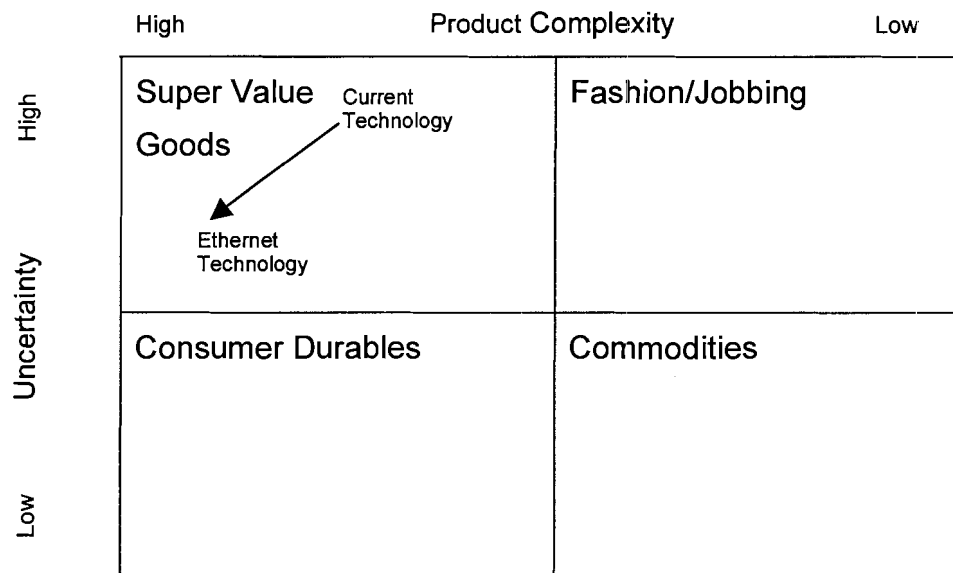 High Product Complexity Low
High
Uncertainty
Low
Super Value
Goods
Current
Technology
Ethernet
Technology
Fashion/Jobbing
Consumer Durables
Commodities